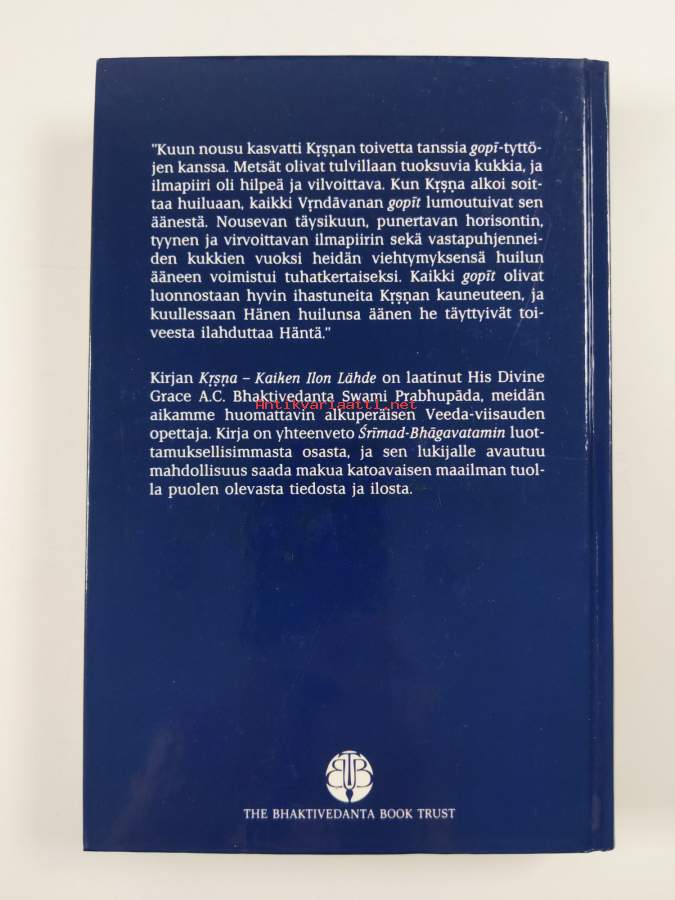 "Kuun nousu kasvatti Kṛṣṇan toivetta tanssia gopī-tyttö-
jen kanssa. Metsät olivat tulvillaan tuoksuvia kukkia, ja
ilmapiiri oli hilpeä ja vilvoittava. Kun Kṛṣṇa alkoi soit-
taa huiluaan, kaikki Vṛndāvanan gopīt lumoutuivat sen
äänestä. Nousevan täysikuun, punertavan horisontin,
tyynen ja virvoittavan ilmapiirin sekä vastapuhjennei-
den kukkien vuoksi heidän viehtymyksensä huilun
ääneen voimistui tuhatkertaiseksi. Kaikki gopīt olivat
luonnostaan hyvin ihastuneita Kṛṣṇan kauneuteen, ja
kuullessaan Hänen huilunsa äänen he täyttyivät toi-
veesta ilahduttaa Häntä."
Kirjan Kṛṣṇa – Kaiken Ilon Lähde on laatinut His Divine
Grace A.C. Bhaktivedanta Swami Prabhupāda, meidän
Antikvariaatti.net
aikamme huomattavin alkuperäisen Veeda-viisauden
opettaja. Kirja on yhteenveto Śrīmad-Bhāgavatamin luot-
tamuksellisimmasta osasta, ja sen lukijalle avautuu
mahdollisuus saada makua katoavaisen maailman tuol-
la puolen olevasta tiedosta ja ilosta.
BTB
THE BHAKTIVEDANTA BOOK TRUST